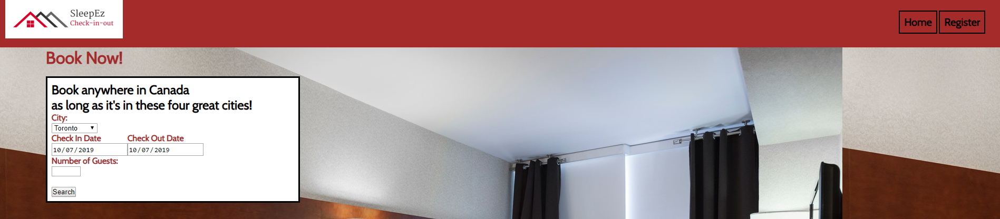 SleepEz
Check-in-out
Home Register
Book Now!
Book anywhere in Canada
as long as it's in these four great cities!
City:
Toronto
Check In Date Check Out Date
10/07/2019 10/07/2019
Number of Guests:
Search